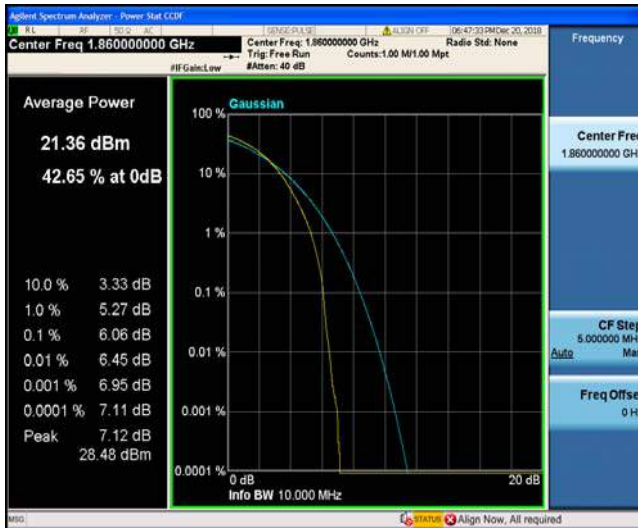 Agilent Spectrum Analyzer - Power Stat CCDF
RL RF 50 Ω AC SENSE:PULSE ALIGN OFF 06:47:33 PM Dec 20, 2018
Center Freq 1.860000000 GHz
Center Freq: 1.860000000 GHz Radio Std: None
Trig: Free Run Counts:1.00 M/1.00 Mpt
#IFGain:Low #Atten: 40 dB
Frequency
Average Power
21.36 dBm
42.65 % at 0dB
10.0 % 3.33 dB
1.0 % 5.27 dB
0.1 % 6.06 dB
0.01 % 6.45 dB
0.001 % 6.95 dB
0.0001 % 7.11 dB
Peak 7.12 dB
28.48 dBm
Gaussian
100 %
10 %
1 %
0.1 %
0.01 %
0.001 %
0.0001 %
0 dB 20 dB
Info BW 10.000 MHz
Center Fre
1.860000000 GH
CF Step
5.000000 MH
Auto Ma
Freq Offse
0 H
MSG STATUS Align Now, All required